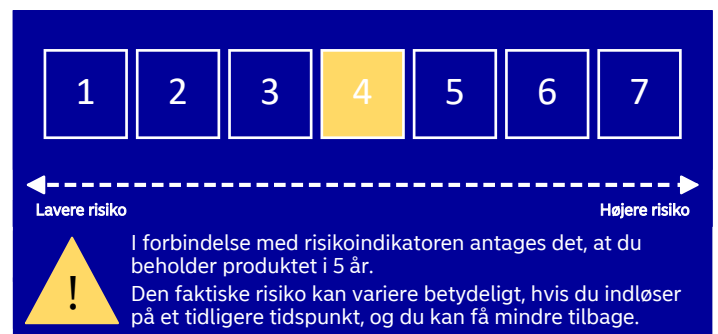 1 2 3 4 5 6 7
Lavere risiko Højere risiko
! I forbindelse med risikoindikatoren antages det, at du
beholder produktet i 5 år.
Den faktiske risiko kan variere betydeligt, hvis du indløser
på et tidligere tidspunkt, og du kan få mindre tilbage.